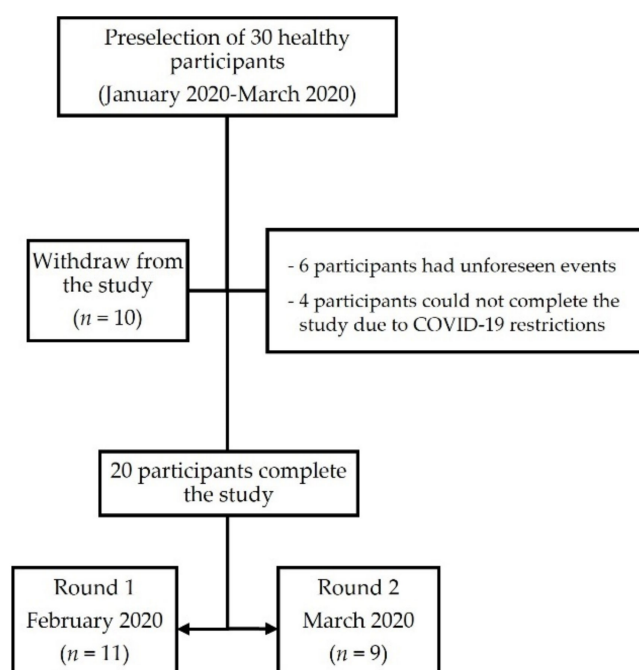 Preselection of 30 healthy
participants
(January 2020-March 2020)
Withdraw from
the study
(n = 10)
- 6 participants had unforeseen events
- 4 participants could not complete the
study due to COVID-19 restrictions
20 participants complete
the study
Round 1
February 2020
(n = 11)
Round 2
March 2020
(n = 9)